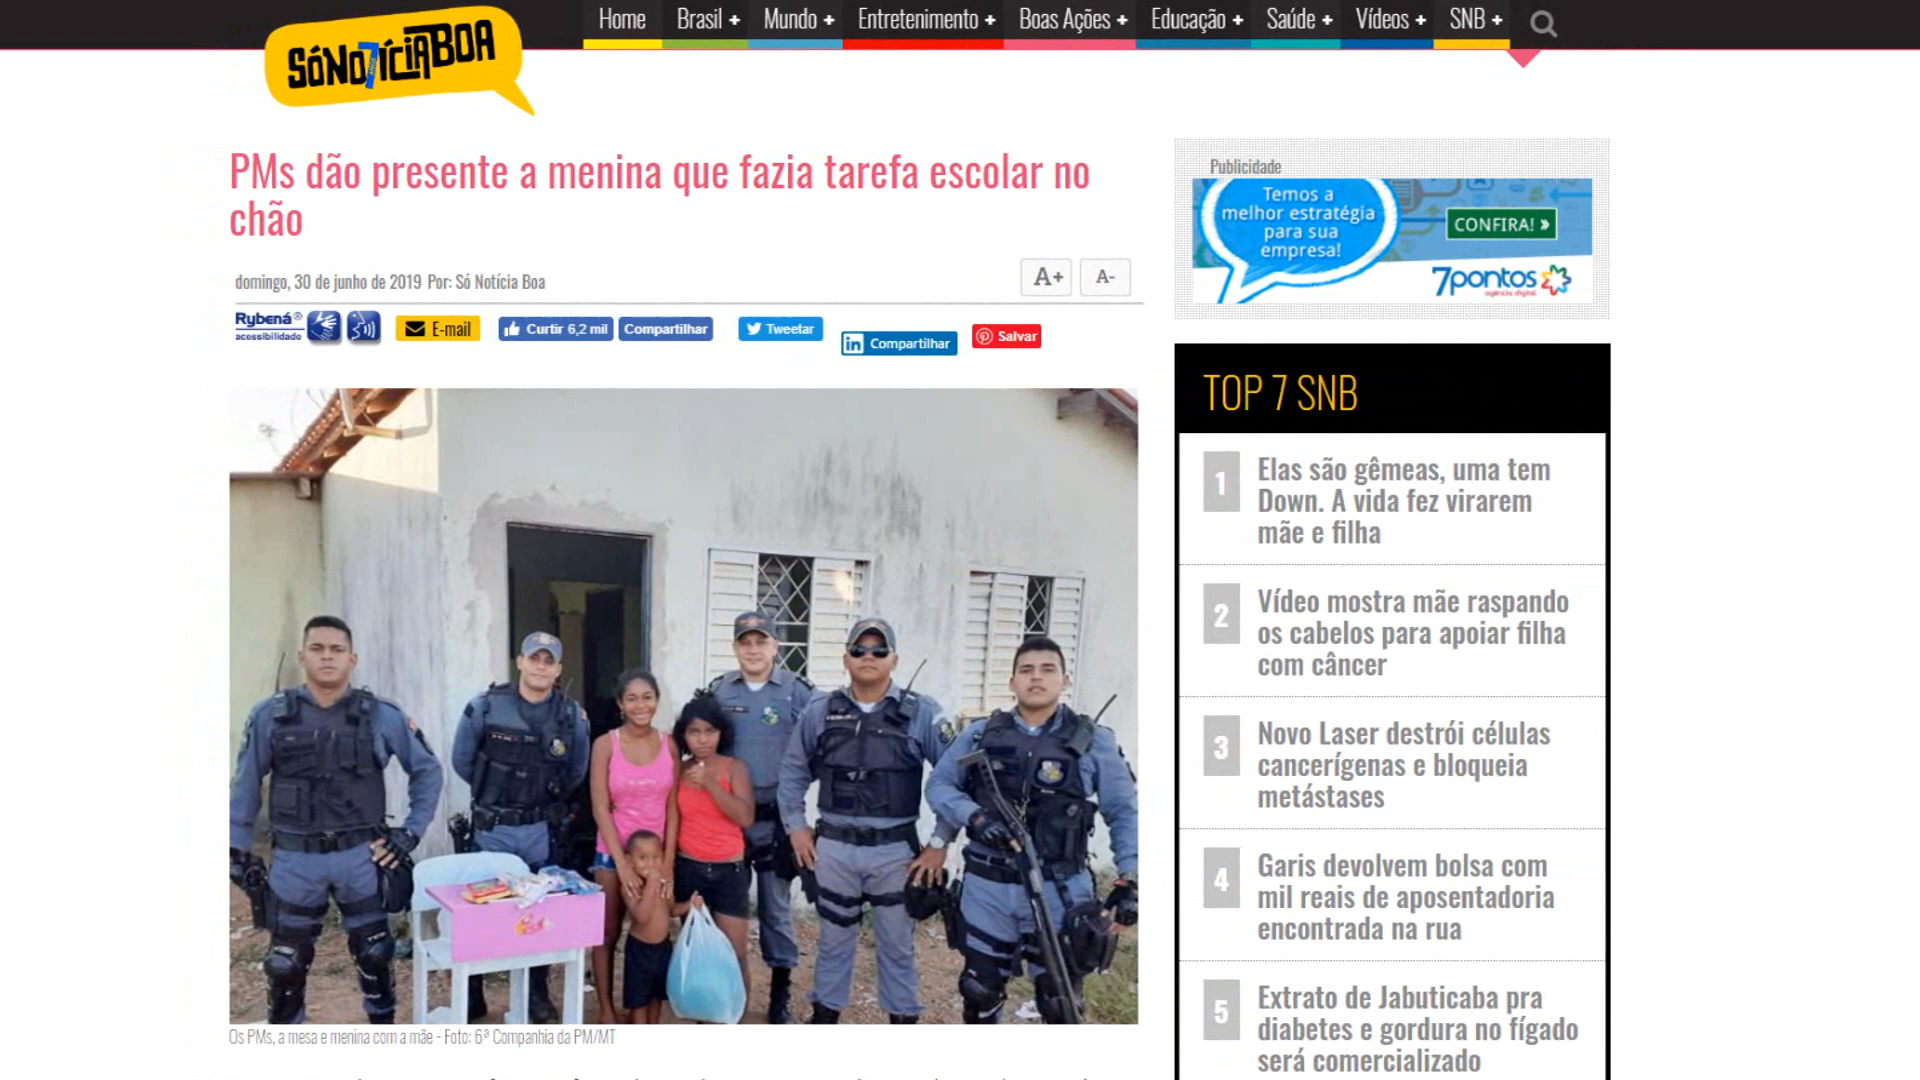 Home
Brasil +
Mundo +
Entretenimento +
Boas Ações +
Educação +
Saúde +
Vídeos +
SNB +
SÓNOTÍCIABOA
PMs dão presente a menina que fazia tarefa escolar no
chão
domingo, 30 de junho de 2019 Por: Só Notícia Boa
A+
A-
Rybená®
acessibilidade
E-mail
Curtir 6,2 mil
Compartilhar
Tweetar
in Compartilhar
Salvar
Os PMs, a mesa e menina com a mãe - Foto: 6ª Companhia da PM/MT
Publicidade
Temos a
melhor estratégia
para sua
empresa!
CONFIRA! »
7pontos
agência digital
TOP 7 SNB
1
Elas são gêmeas, uma tem
Down. A vida fez virarem
mãe e filha
2
Vídeo mostra mãe raspando
os cabelos para apoiar filha
com câncer
3
Novo Laser destrói células
cancerígenas e bloqueia
metástases
4
Garis devolvem bolsa com
mil reais de aposentadoria
encontrada na rua
5
Extrato de Jabuticaba pra
diabetes e gordura no fígado
será comercializado